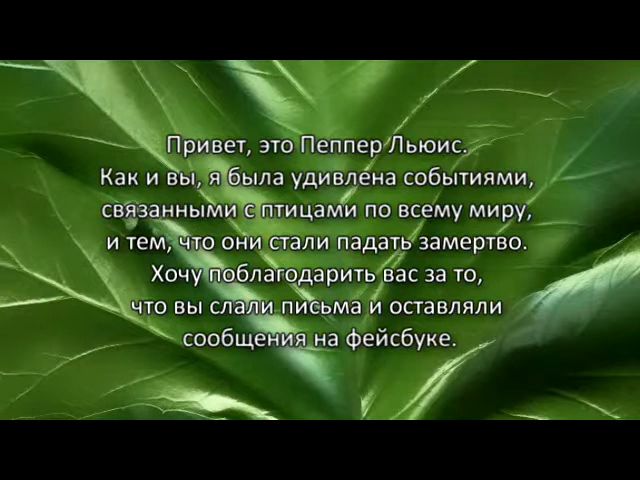 Привет, это Пеппер Льюис.
Как и вы, я была удивлена событиями,
связанными с птицами по всему миру,
и тем, что они стали падать замертво.
Хочу поблагодарить вас за то,
что вы слали письма и оставляли
сообщения на фейсбуке.